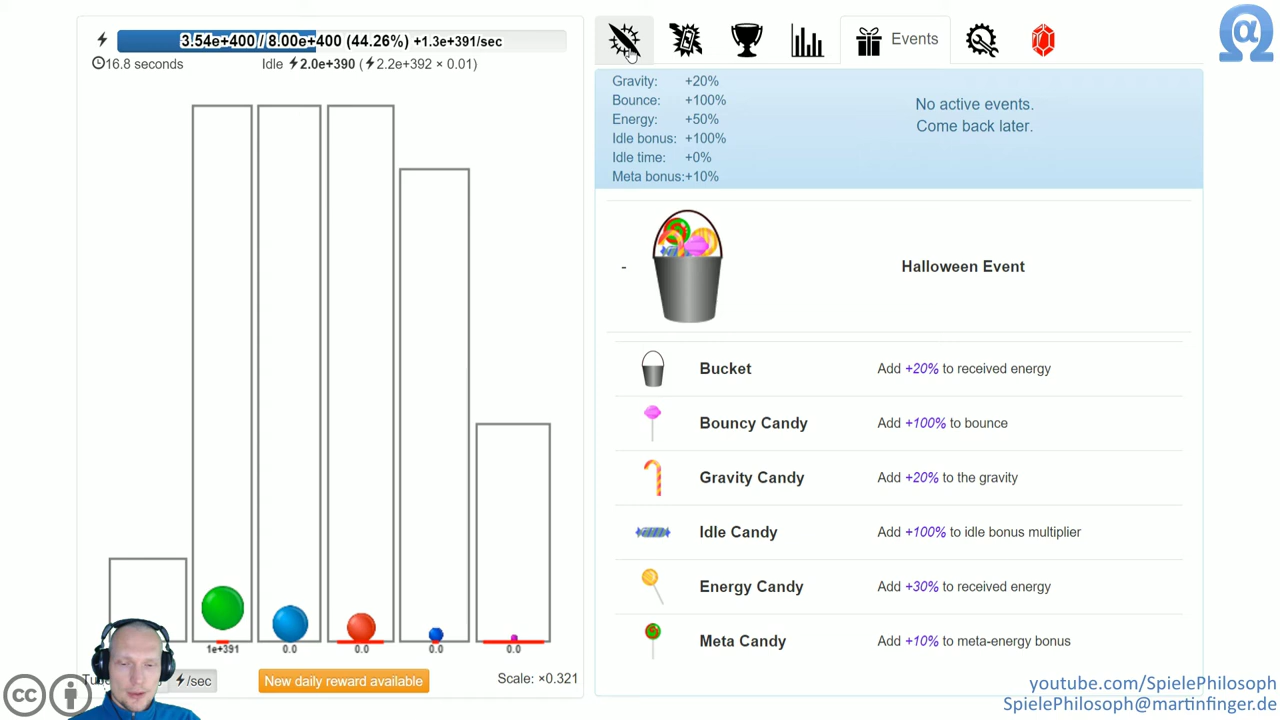 3.54e+400 / 8.00e+400 (44.26%) +1.3e+391/sec
16.8 seconds
Idle 2.0e+390 ( 2.2e+392 × 0.01)
1e+391
0.0
0.0
0.0
0.0
/sec
New daily reward available
Scale: ×0.321
Events
Gravity: +20%
Bounce: +100%
Energy: +50%
Idle bonus: +100%
Idle time: +0%
Meta bonus: +10%
No active events.
Come back later.
- Halloween Event
Bucket Add +20% to received energy
Bouncy Candy Add +100% to bounce
Gravity Candy Add +20% to the gravity
Idle Candy Add +100% to idle bonus multiplier
Energy Candy Add +30% to received energy
Meta Candy Add +10% to meta-energy bonus
α
cc
youtube.com/SpielePhilosoph
SpielePhilosoph@martinfinger.de